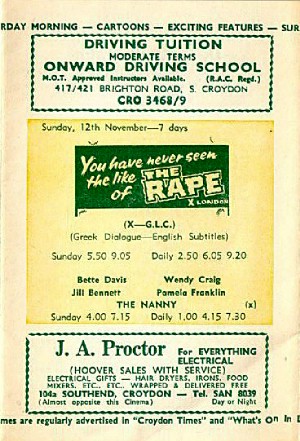 RDAY MORNING — CARTOONS — EXCITING FEATURES — SUR
DRIVING TUITION
MODERATE TERMS
ONWARD DRIVING SCHOOL
M.O.T. Approved Instructors Available. (R.A.C. Regd.)
417/421 BRIGHTON ROAD, S. CROYDON
CRO 3468/9
Sunday, 12th November—7 days
You have never seen
the like
of THE RAPE
X LONDON
(X—G.L.C.)
(Greek Dialogue—English Subtitles)
Sunday 5.50 9.05 Daily 2.50 6.05 9.20
Bette Davis Wendy Craig
Jill Bennett Pamela Franklin
THE NANNY (x)
Sunday 4.00 7.15 Daily 1.00 4.15 7.30
J. A. Proctor For EVERYTHING
ELECTRICAL
(HOOVER SALES WITH SERVICE)
ELECTRICAL GIFTS - HAIR DRYERS, IRONS, FOOD
MIXERS, ETC., ETC., WRAPPED & DELIVERED FREE
104a SOUTHEND, CROYDON — Tel. SAN 8039
(Almost opposite this Cinema) Day or Night
mes are regularly advertised in "Croydon Times" and "What's On In